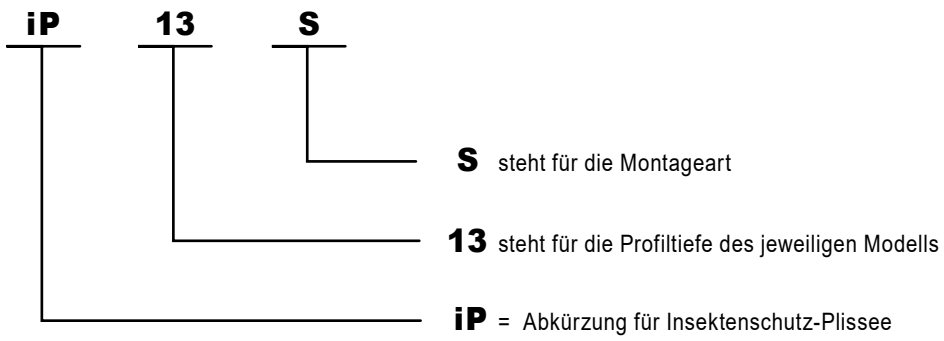 iP 13 S
S steht für die Montageart
13 steht für die Profiltiefe des jeweiligen Modells
iP = Abkürzung für Insektenschutz-Plissee